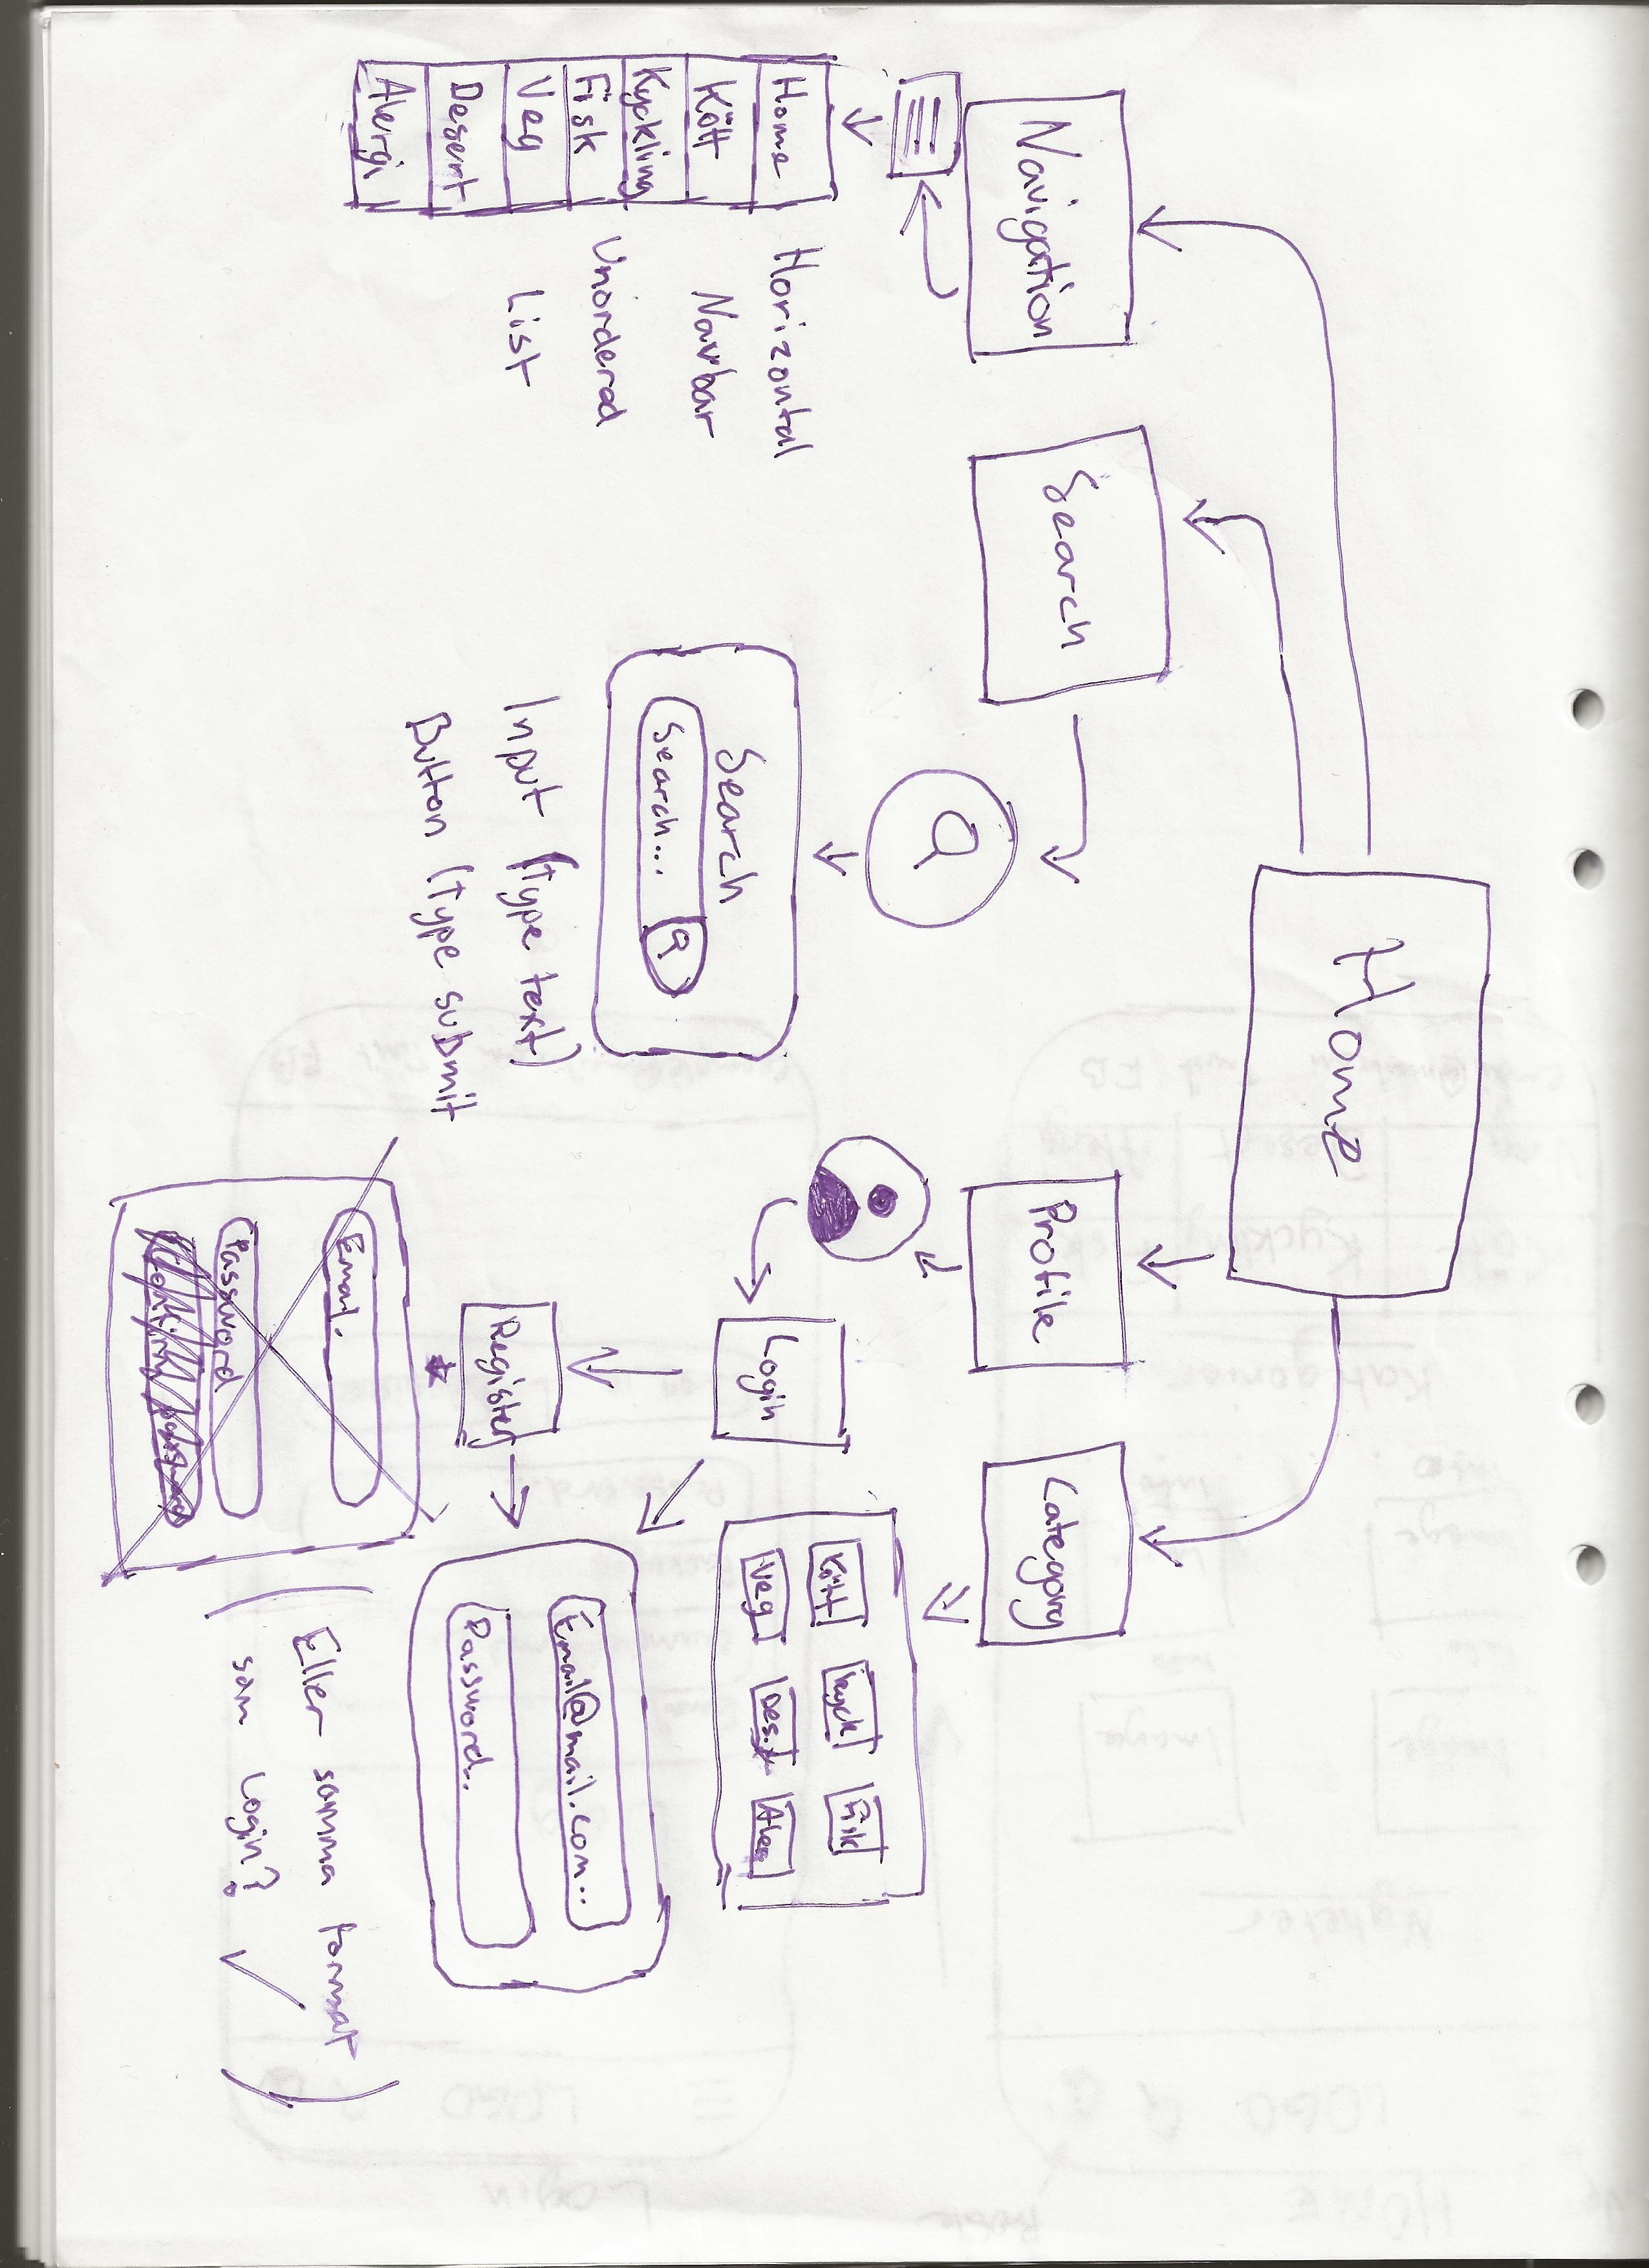 Home
Navigation
Search
Profile
Category
Home
Kött
Kyckling
Fisk
Veg
Desert
Alergi
Horizontal
Navbar
Unordered
List
Search
Search...
Input (type text)
Button (type submit
Login
Register
*
Kött
Kyck
Fisk
Veg
Des.
Aler
Email@mail.com...
Password...
Email.
Password
(Eller samma format
som login? ✓)